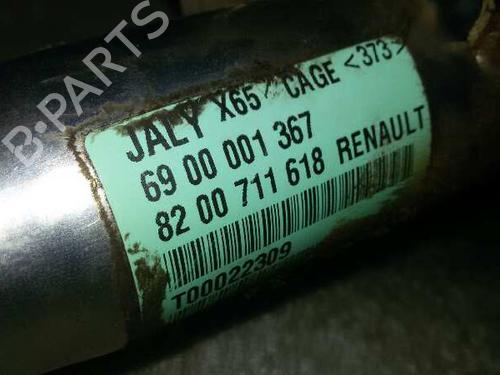 B-PARTS
JALY X65 / CAGE <373>
69 00 001 367
82 00 711 618 RENAULT
T00022309